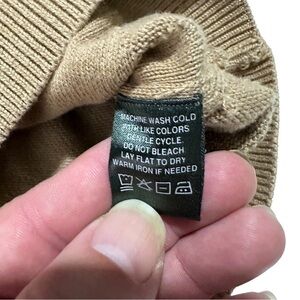 MACHINE WASH COLD
WITH LIKE COLORS
GENTLE CYCLE
DO NOT BLEACH
LAY FLAT TO DRY
WARM IRON IF NEEDED